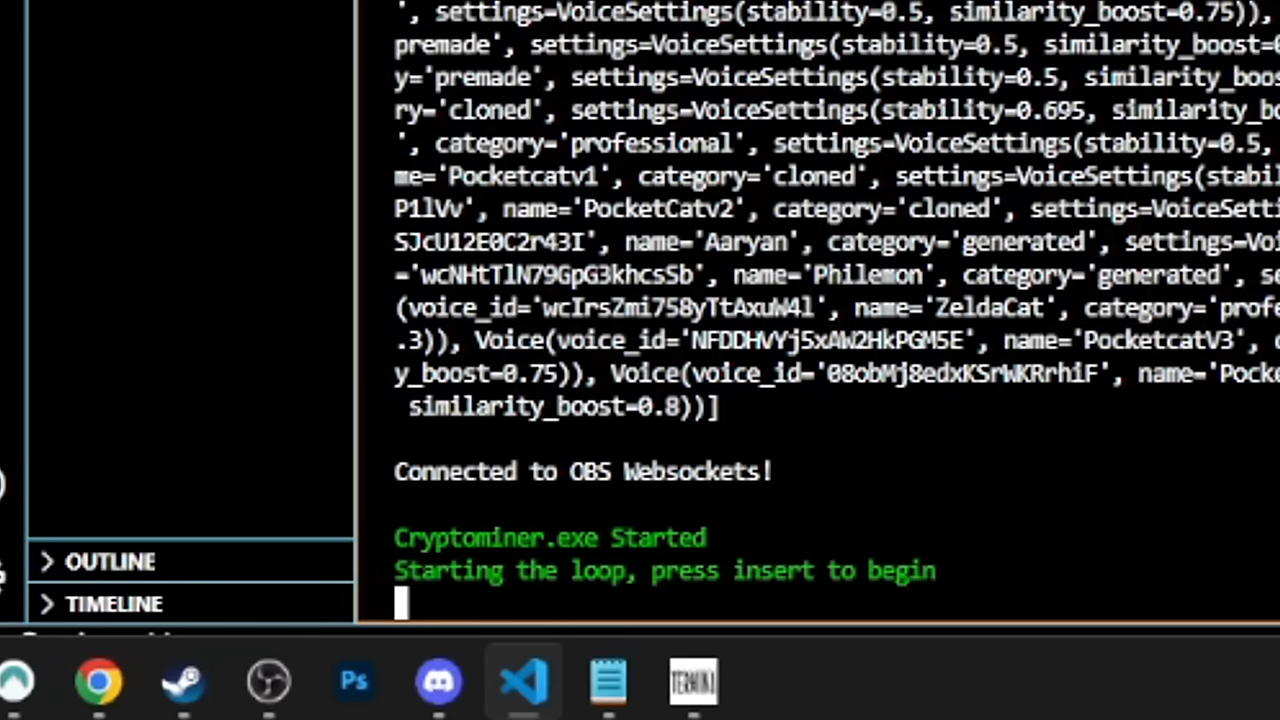 ', settings=VoiceSettings(stability=0.5, similarity_boost=0.75)),
premade', settings=VoiceSettings(stability=0.5, similarity_boost=0
y='premade', settings=VoiceSettings(stability=0.5, similarity_boos
ry='cloned', settings=VoiceSettings(stability=0.695, similarity_bo
', category='professional', settings=VoiceSettings(stability=0.5,
me='Pocketcatv1', category='cloned', settings=VoiceSettings(stabil
P1lVv', name='PocketCatv2', category='cloned', settings=VoiceSetti
SJcU12E0C2r43I', name='Aaryan', category='generated', settings=Voi
='wcNHtTlN79GpG3khcsSb', name='Philemon', category='generated', se
(voice_id='wcIrsZmi758yTtAxuW4l', name='ZeldaCat', category='profe
.3)), Voice(voice_id='NFDDHvYj5xAW2HkPGM5E', name='PocketcatV3', c
y_boost=0.75)), Voice(voice_id='08obMj8edxKSrWKRrhiF', name='Pocke
similarity_boost=0.8))]
Connected to OBS Websockets!
Cryptominer.exe Started
Starting the loop, press insert to begin
OUTLINE
TIMELINE
Ps